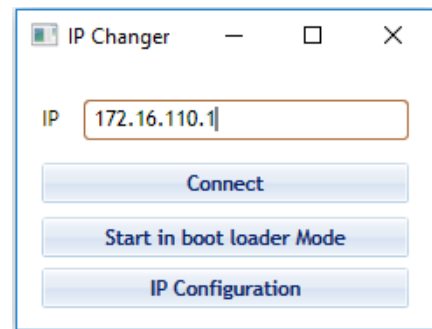 IP Changer
IP 172.16.110.1
Connect
Start in boot loader Mode
IP Configuration